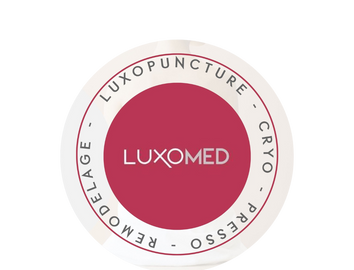 LUXOPUNCTURE - CRYO - PRESSO - REMODELAGE -
LUXOMED